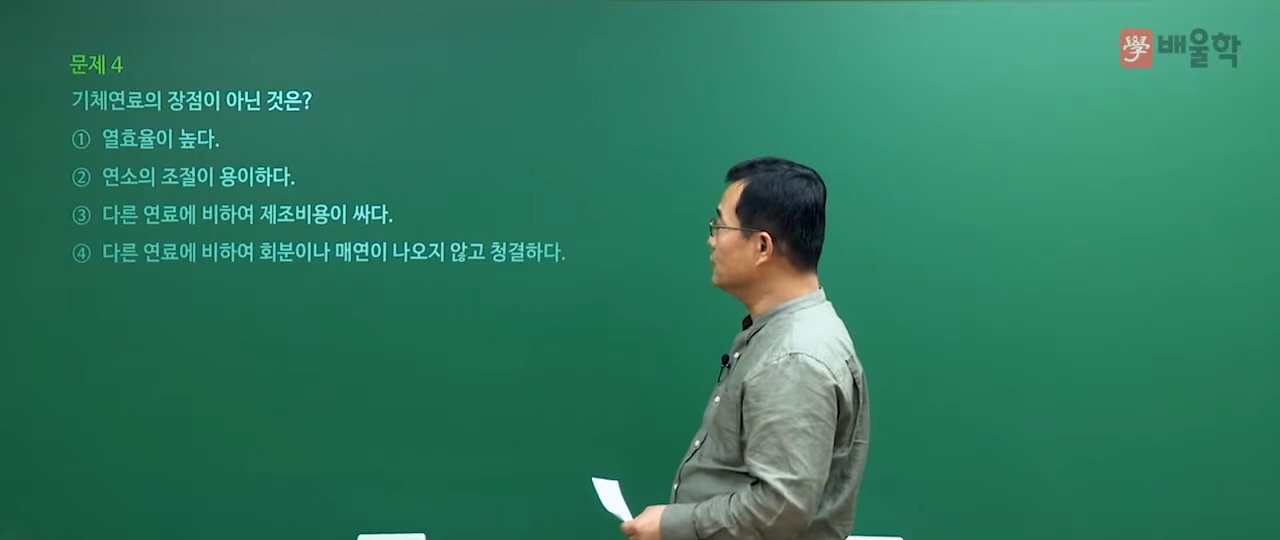 學 배울학
문제 4
기체연료의 장점이 아닌 것은?
① 열효율이 높다.
② 연소의 조절이 용이하다.
③ 다른 연료에 비하여 제조비용이 싸다.
④ 다른 연료에 비하여 회분이나 매연이 나오지 않고 청결하다.